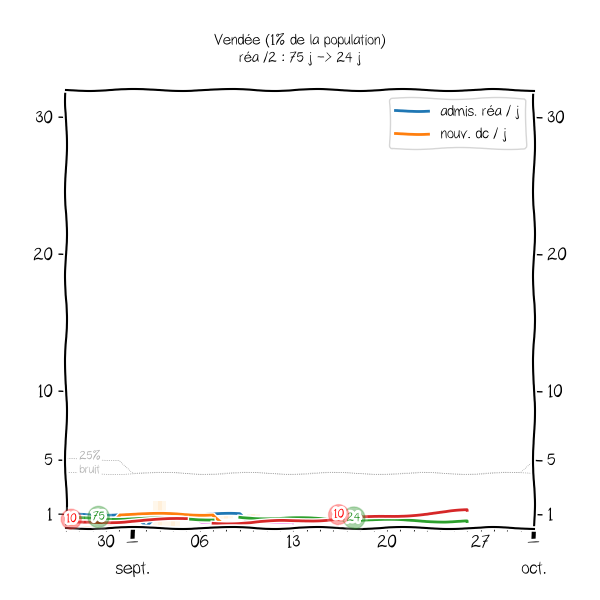 Vendée (1% de la population)
réa /2 : 75 j -> 24 j
admis. réa / j
nouv. dc / j
30 30
20 20
10 10
5 5
25%
bruit
1 1
10 75 10 24
30 06 13 20 27
sept. oct.